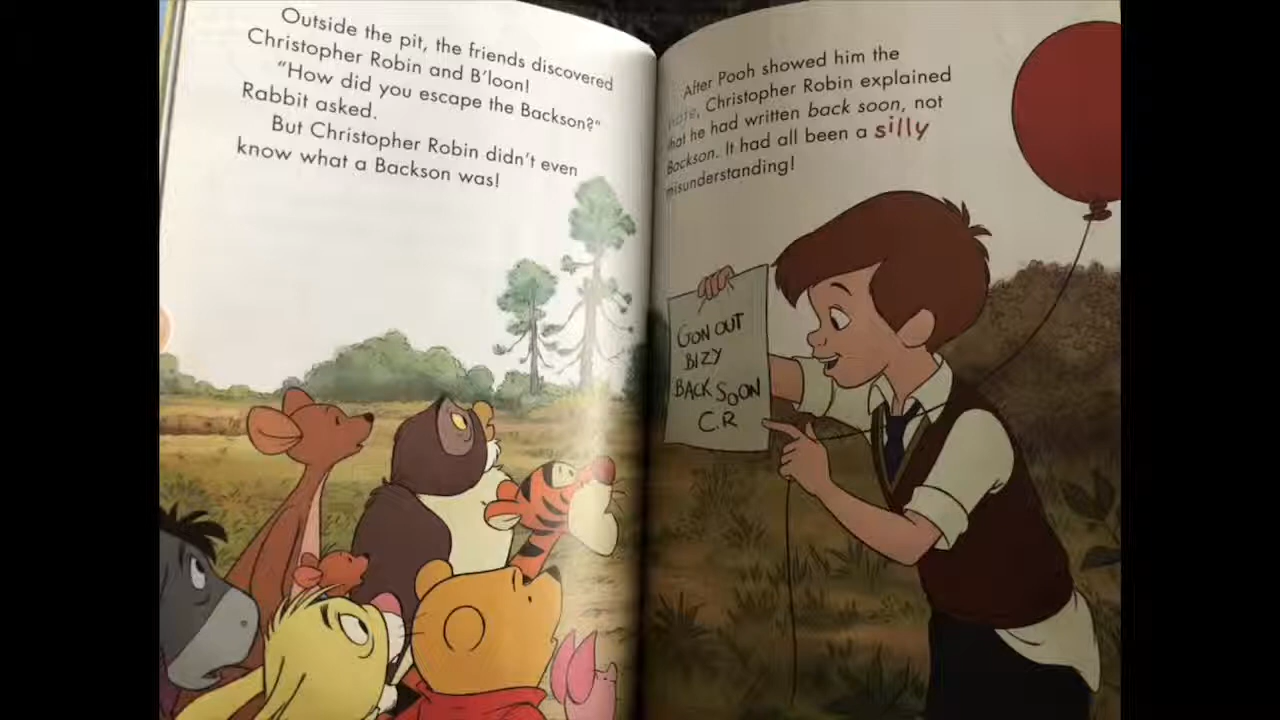 Outside the pit, the friends discovered
Christopher Robin and B'loon!
"How did you escape the Backson?"
Rabbit asked.
But Christopher Robin didn't even
know what a Backson was!
After Pooh showed him the
note, Christopher Robin explained
that he had written back soon, not
Backson. It had all been a silly
misunderstanding!
GON OUT
BIZY
BACK SOON
C.R